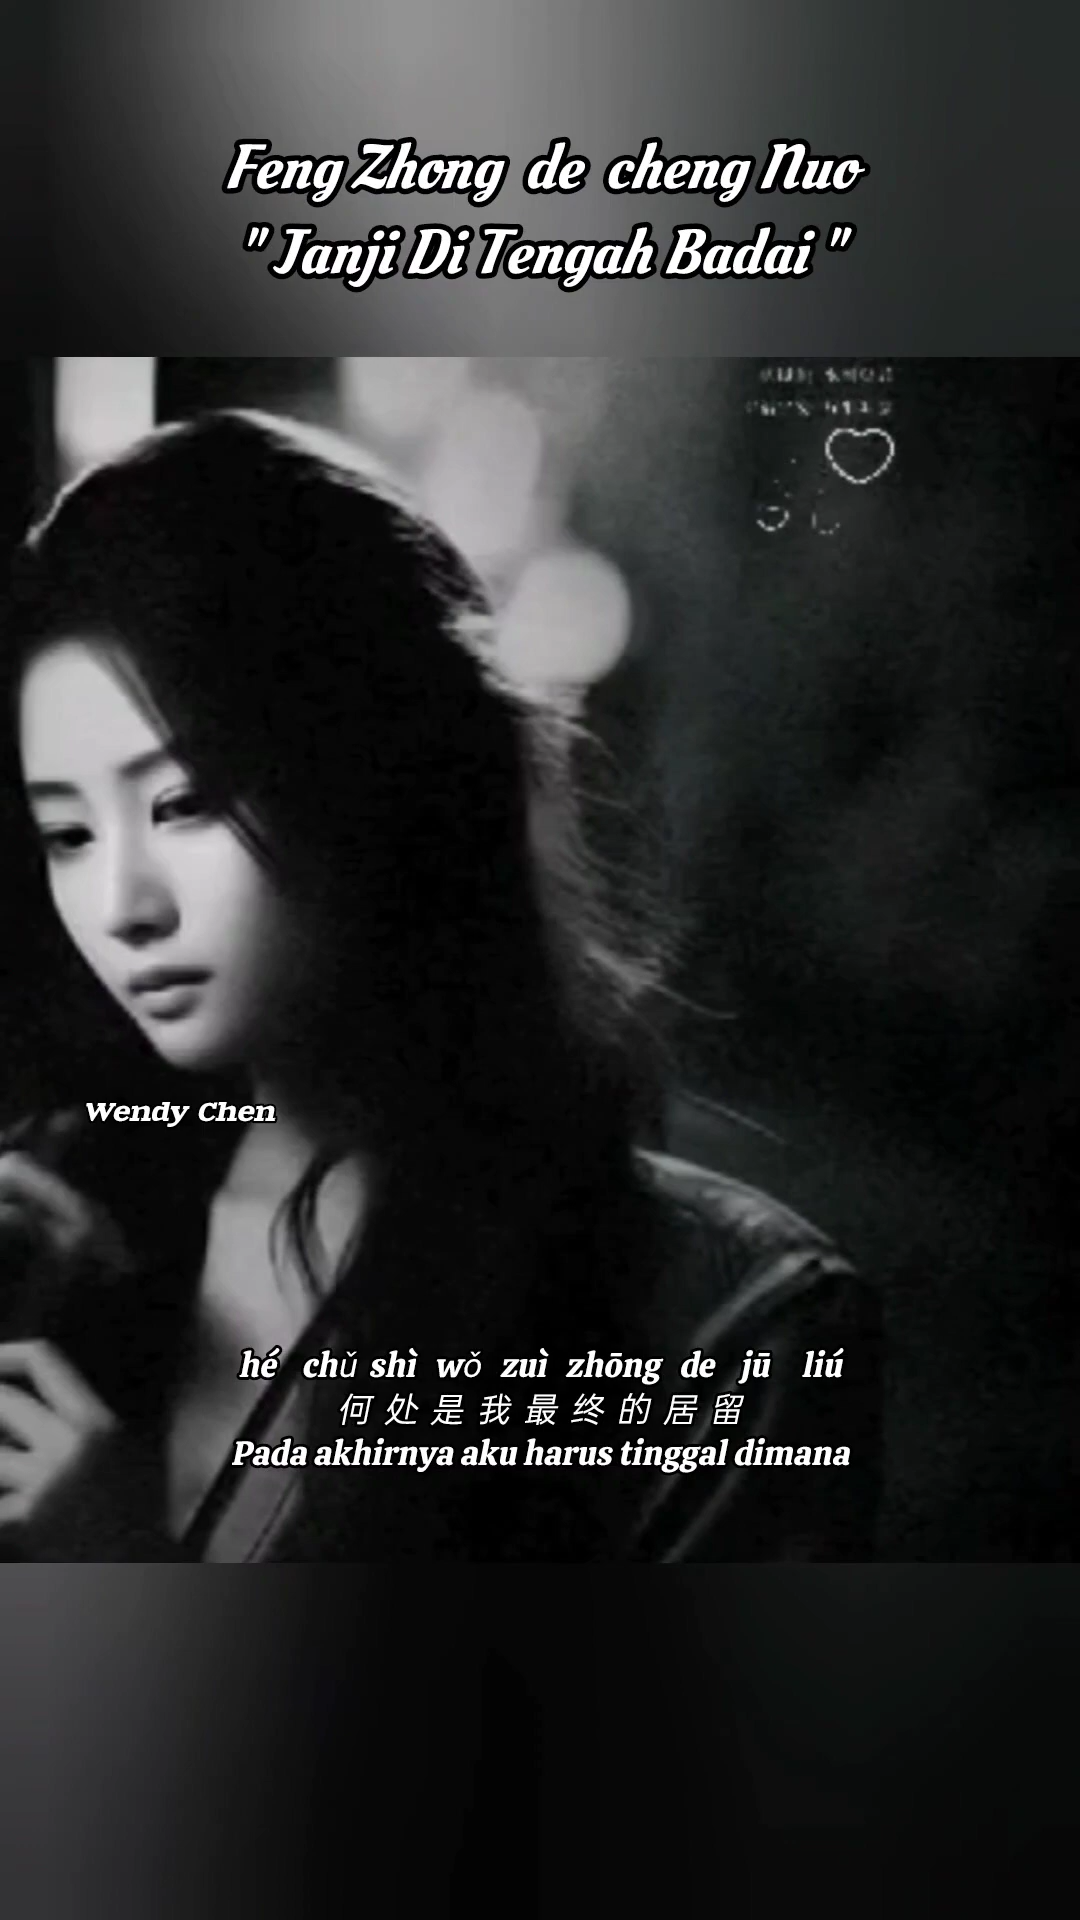 Feng Zhong de cheng Nuo
" Janji Di Tengah Badai "
Wendy Chen
hé chǔ shì wǒ zuì zhōng de jū liú
何处是我最终的居留
Pada akhirnya aku harus tinggal dimana